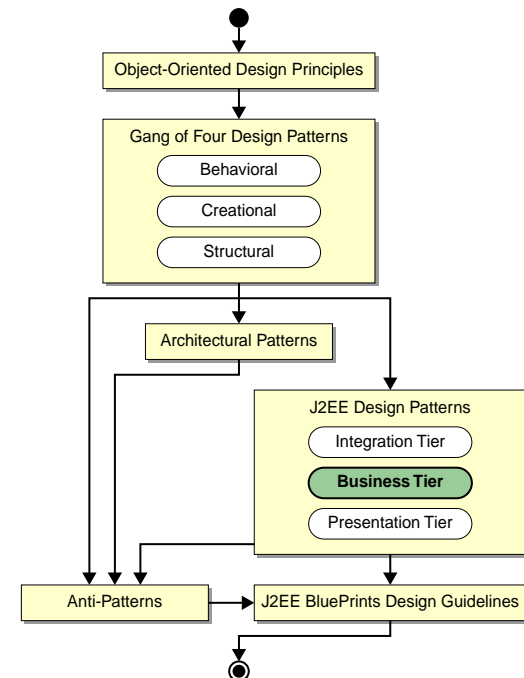 Object-Oriented Design Principles
Gang of Four Design Patterns
Behavioral
Creational
Structural
Architectural Patterns
J2EE Design Patterns
Integration Tier
Business Tier
Presentation Tier
Anti-Patterns
J2EE BluePrints Design Guidelines